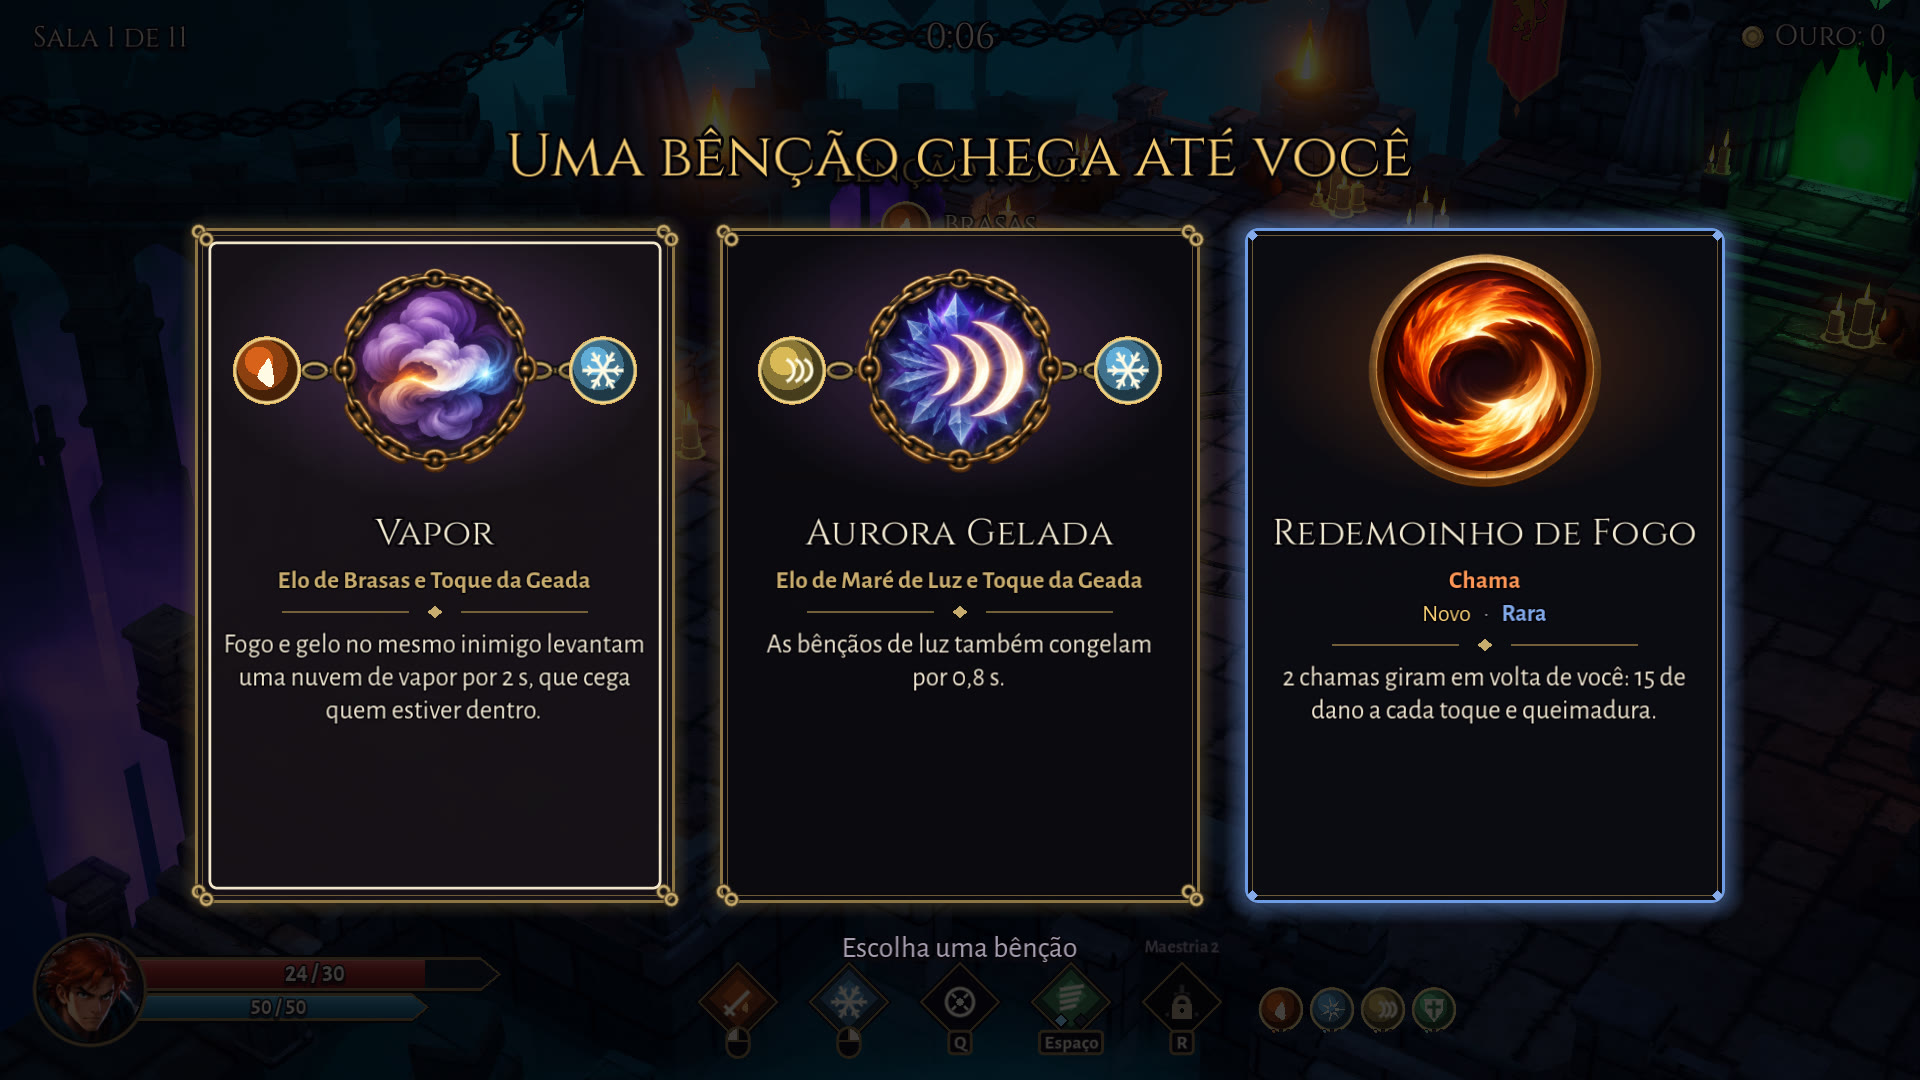 Sala 1 de 11
0:06
Ouro: 0
Uma bênção chega até você
Brasas
Vapor
Elo de Brasas e Toque da Geada
Fogo e gelo no mesmo inimigo levantam
uma nuvem de vapor por 2 s, que cega
quem estiver dentro.
Aurora Gelada
Elo de Maré de Luz e Toque da Geada
As bênçãos de luz também congelam
por 0,8 s.
Redemoinho de Fogo
Chama
Novo · Rara
2 chamas giram em volta de você: 15 de
dano a cada toque e queimadura.
Escolha uma bênção
Maestria 2
24/30
50/50
Q
Espaço
R